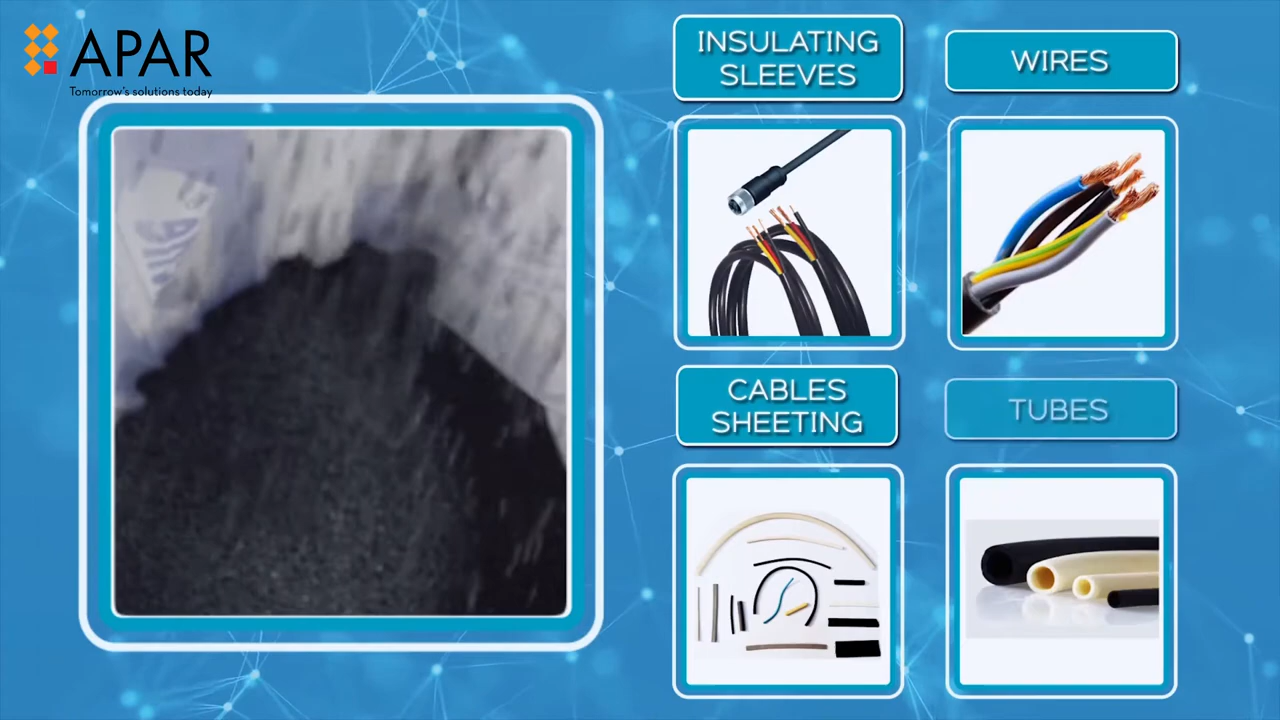 APAR
Tomorrow's solutions today
INSULATING
SLEEVES
WIRES
CABLES
SHEETING
TUBES